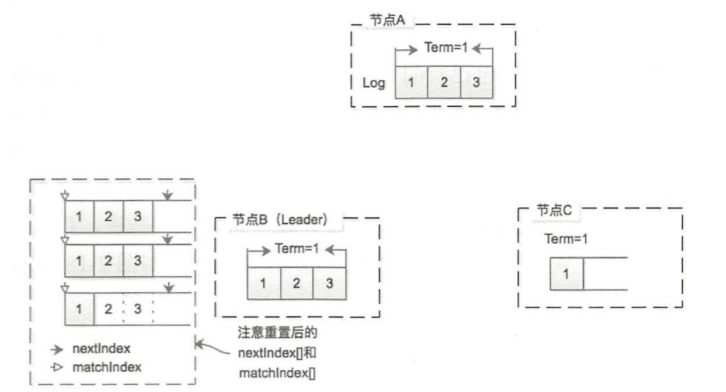 节点A
Term=1
Log 1 2 3
1 2 3
1 2 3
1 2 3
nextIndex
matchIndex
节点B（Leader）
Term=1
1 2 3
注意重置后的
nextIndex[]和
matchIndex[]
节点C
Term=1
1